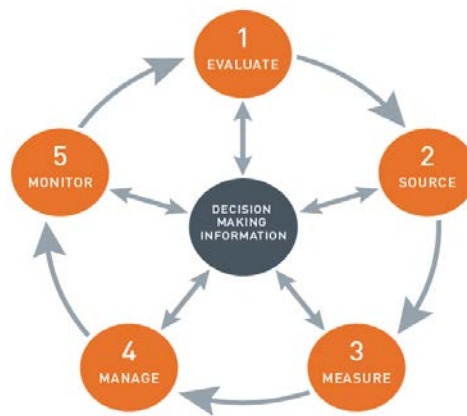 1
EVALUATE
2
SOURCE
3
MEASURE
4
MANAGE
5
MONITOR
DECISION
MAKING
INFORMATION